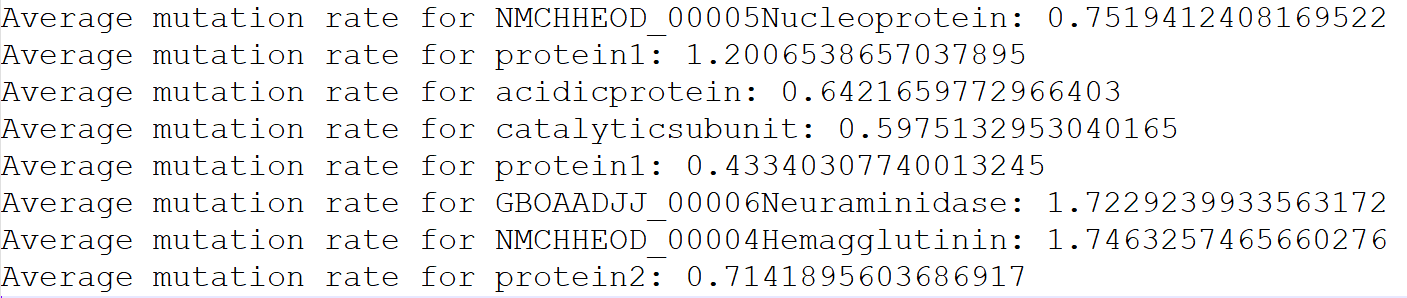 Average mutation rate for NMCHHEOD_00005Nucleoprotein: 0.7519412408169522
Average mutation rate for protein1: 1.2006538657037895
Average mutation rate for acidicprotein: 0.6421659772966403
Average mutation rate for catalyticsubunit: 0.5975132953040165
Average mutation rate for protein1: 0.43340307740013245
Average mutation rate for GBOAADJJ_00006Neuraminidase: 1.7229239933563172
Average mutation rate for NMCHHEOD_00004Hemagglutinin: 1.7463257465660276
Average mutation rate for protein2: 0.7141895603686917